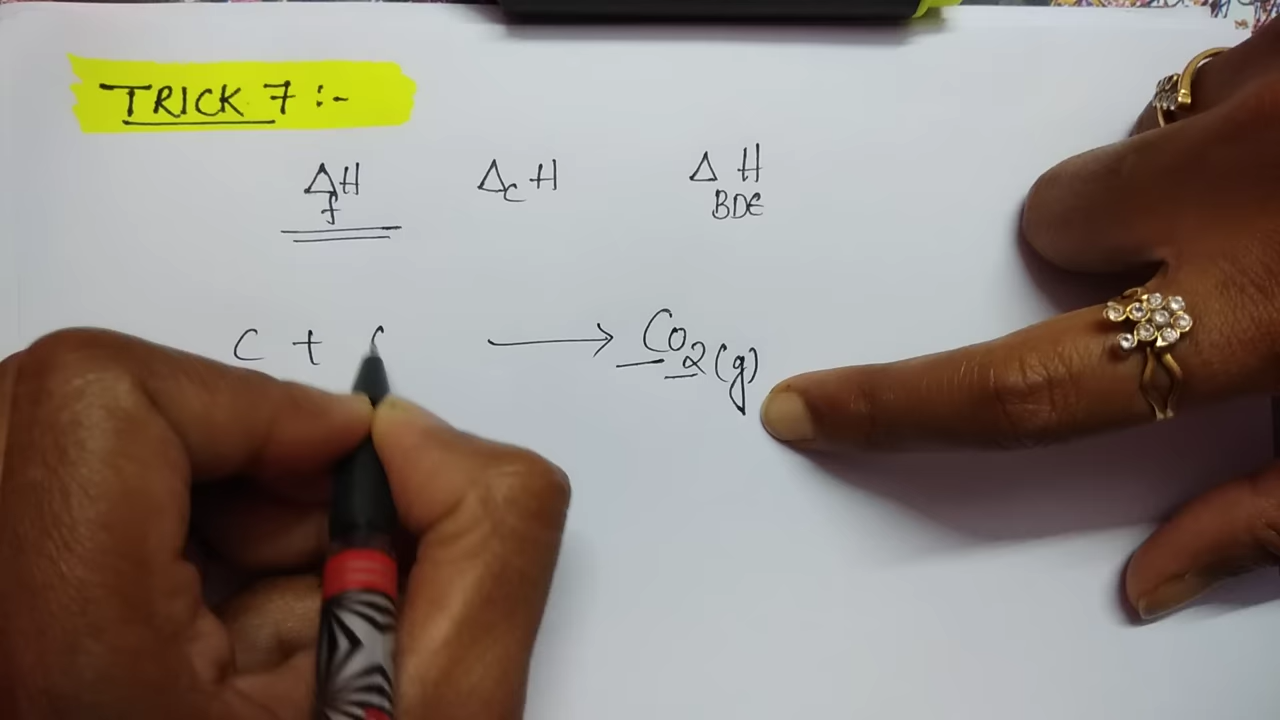 TRICK 7 :-
ΔfH ΔcH ΔH BDE
C + ⟶ Co2(g)